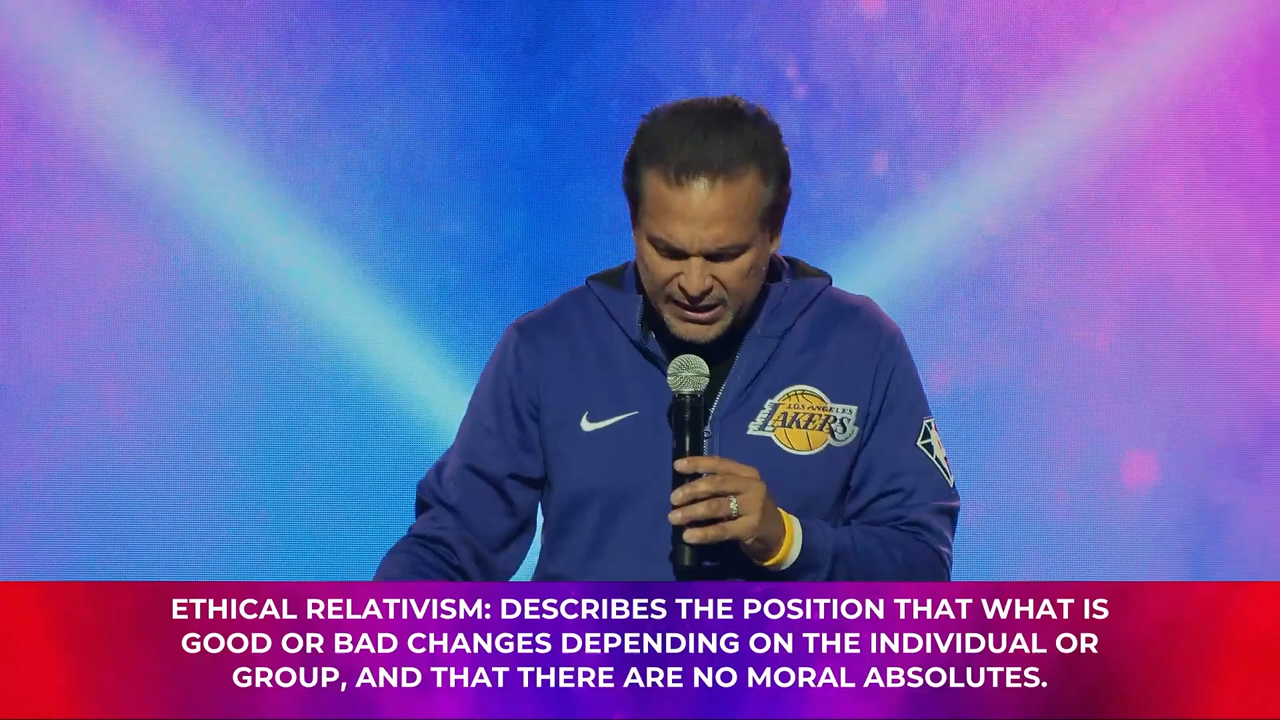 LOS ANGELES
LAKERS
ETHICAL RELATIVISM: DESCRIBES THE POSITION THAT WHAT IS
GOOD OR BAD CHANGES DEPENDING ON THE INDIVIDUAL OR
GROUP, AND THAT THERE ARE NO MORAL ABSOLUTES.